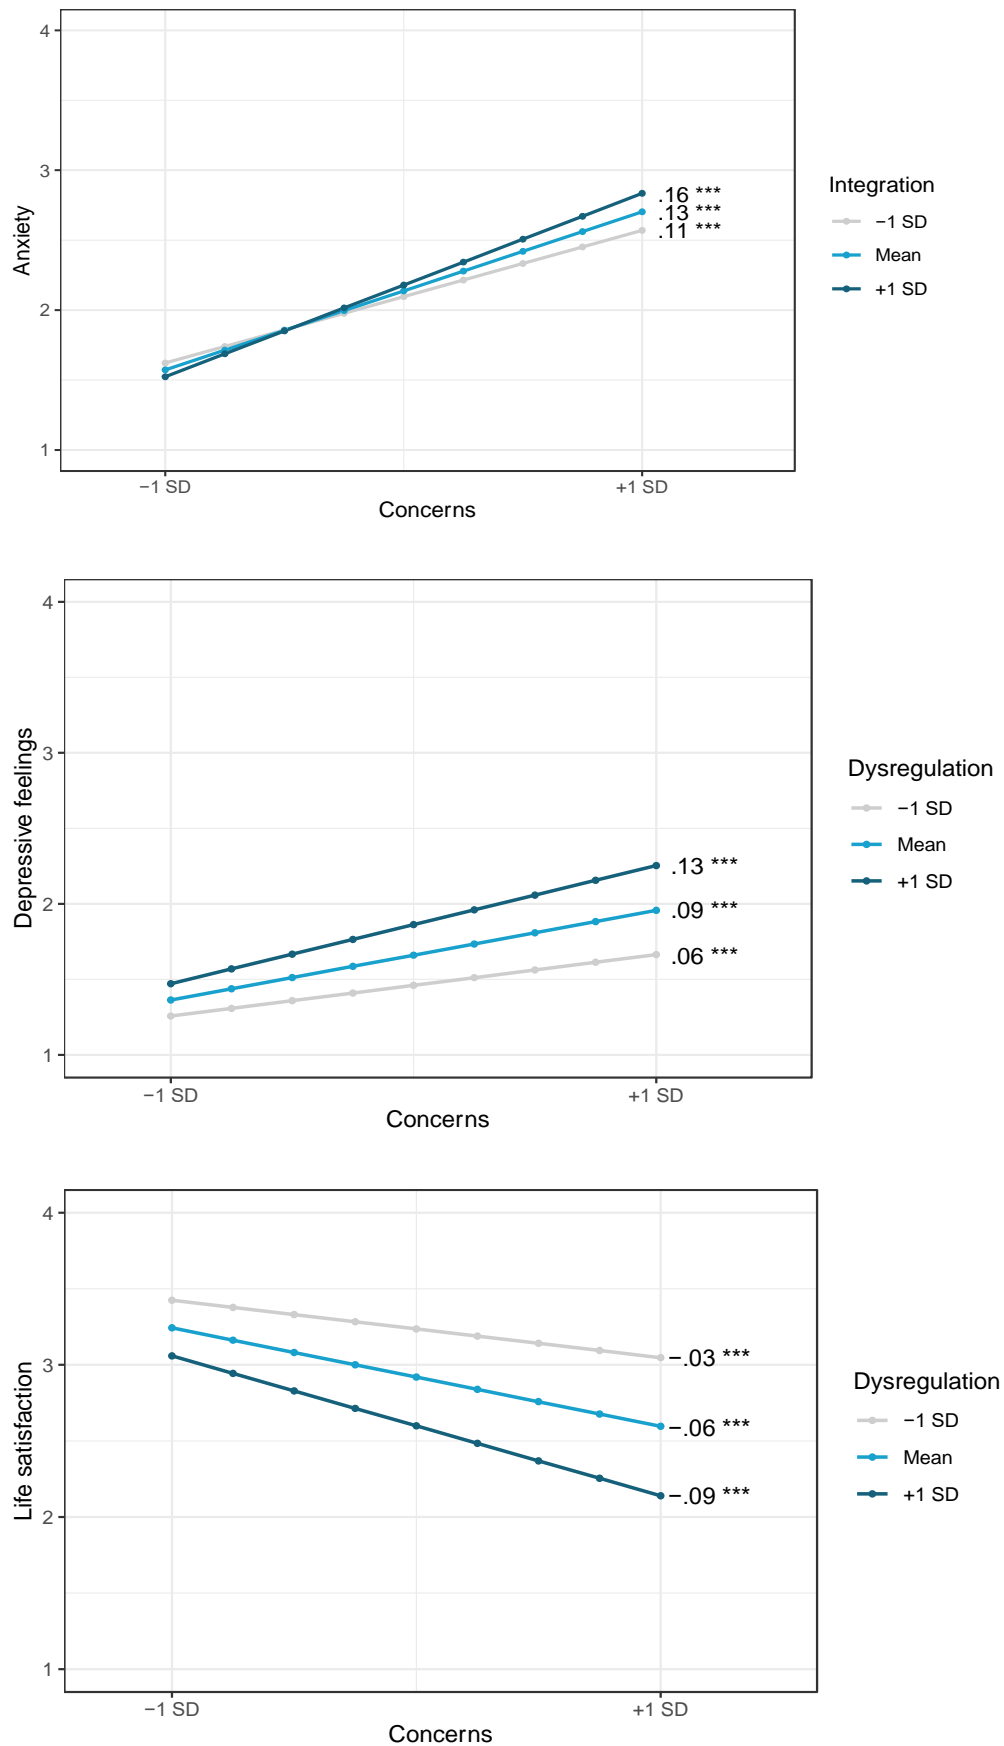 4
3
2
1
Anxiety
.16 ***
.13 ***
.11 ***
−1 SD
+1 SD
Concerns
Integration
−1 SD
Mean
+1 SD
4
3
2
1
Depressive feelings
.13 ***
.09 ***
.06 ***
−1 SD
+1 SD
Concerns
Dysregulation
−1 SD
Mean
+1 SD
4
3
2
1
Life satisfaction
−.03 ***
−.06 ***
−.09 ***
−1 SD
+1 SD
Concerns
Dysregulation
−1 SD
Mean
+1 SD